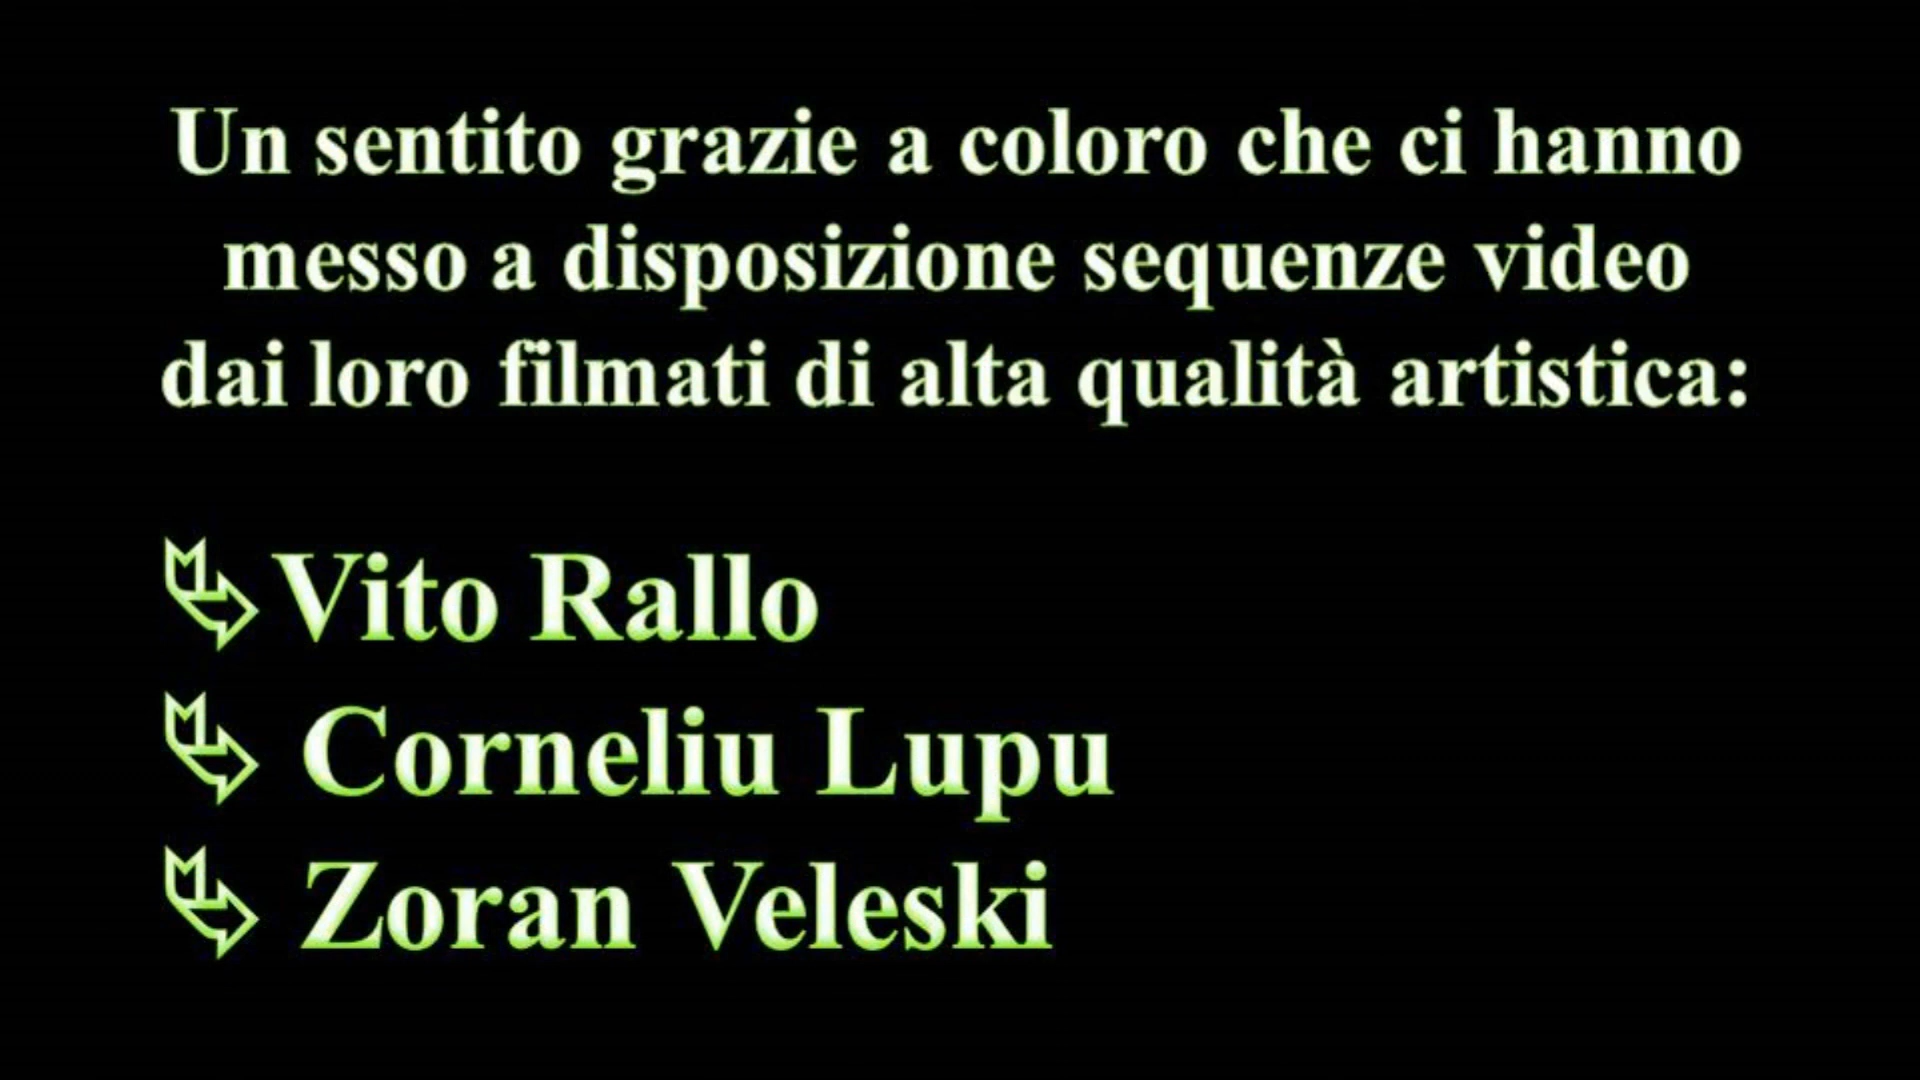 Un sentito grazie a coloro che ci hanno
messo a disposizione sequenze video
dai loro filmati di alta qualità artistica:
Vito Rallo
Corneliu Lupu
Zoran Veleski